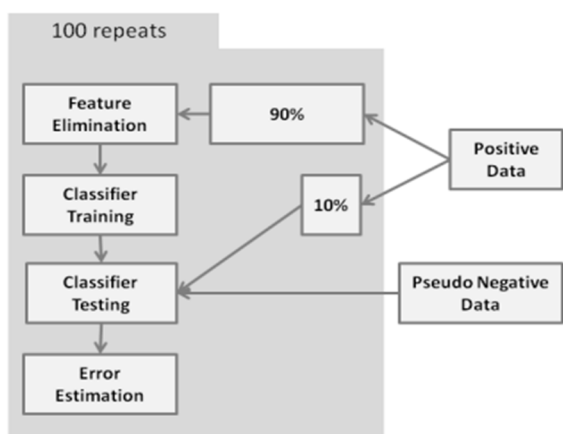 100 repeats
Feature
Elimination
90%
Positive
Data
Classifier
Training
10%
Classifier
Testing
Pseudo Negative
Data
Error
Estimation